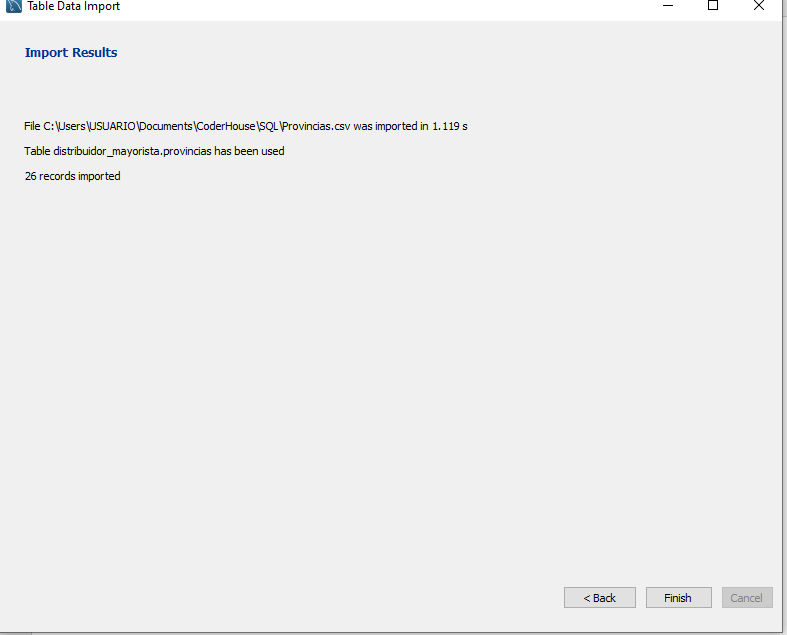 Table Data Import
Import Results
File C:\Users\USUARIO\Documents\CoderHouse\SQL\Provincias.csv was imported in 1.119 s
Table distribuidor_mayorista.provincias has been used
26 records imported
< Back
Finish
Cancel